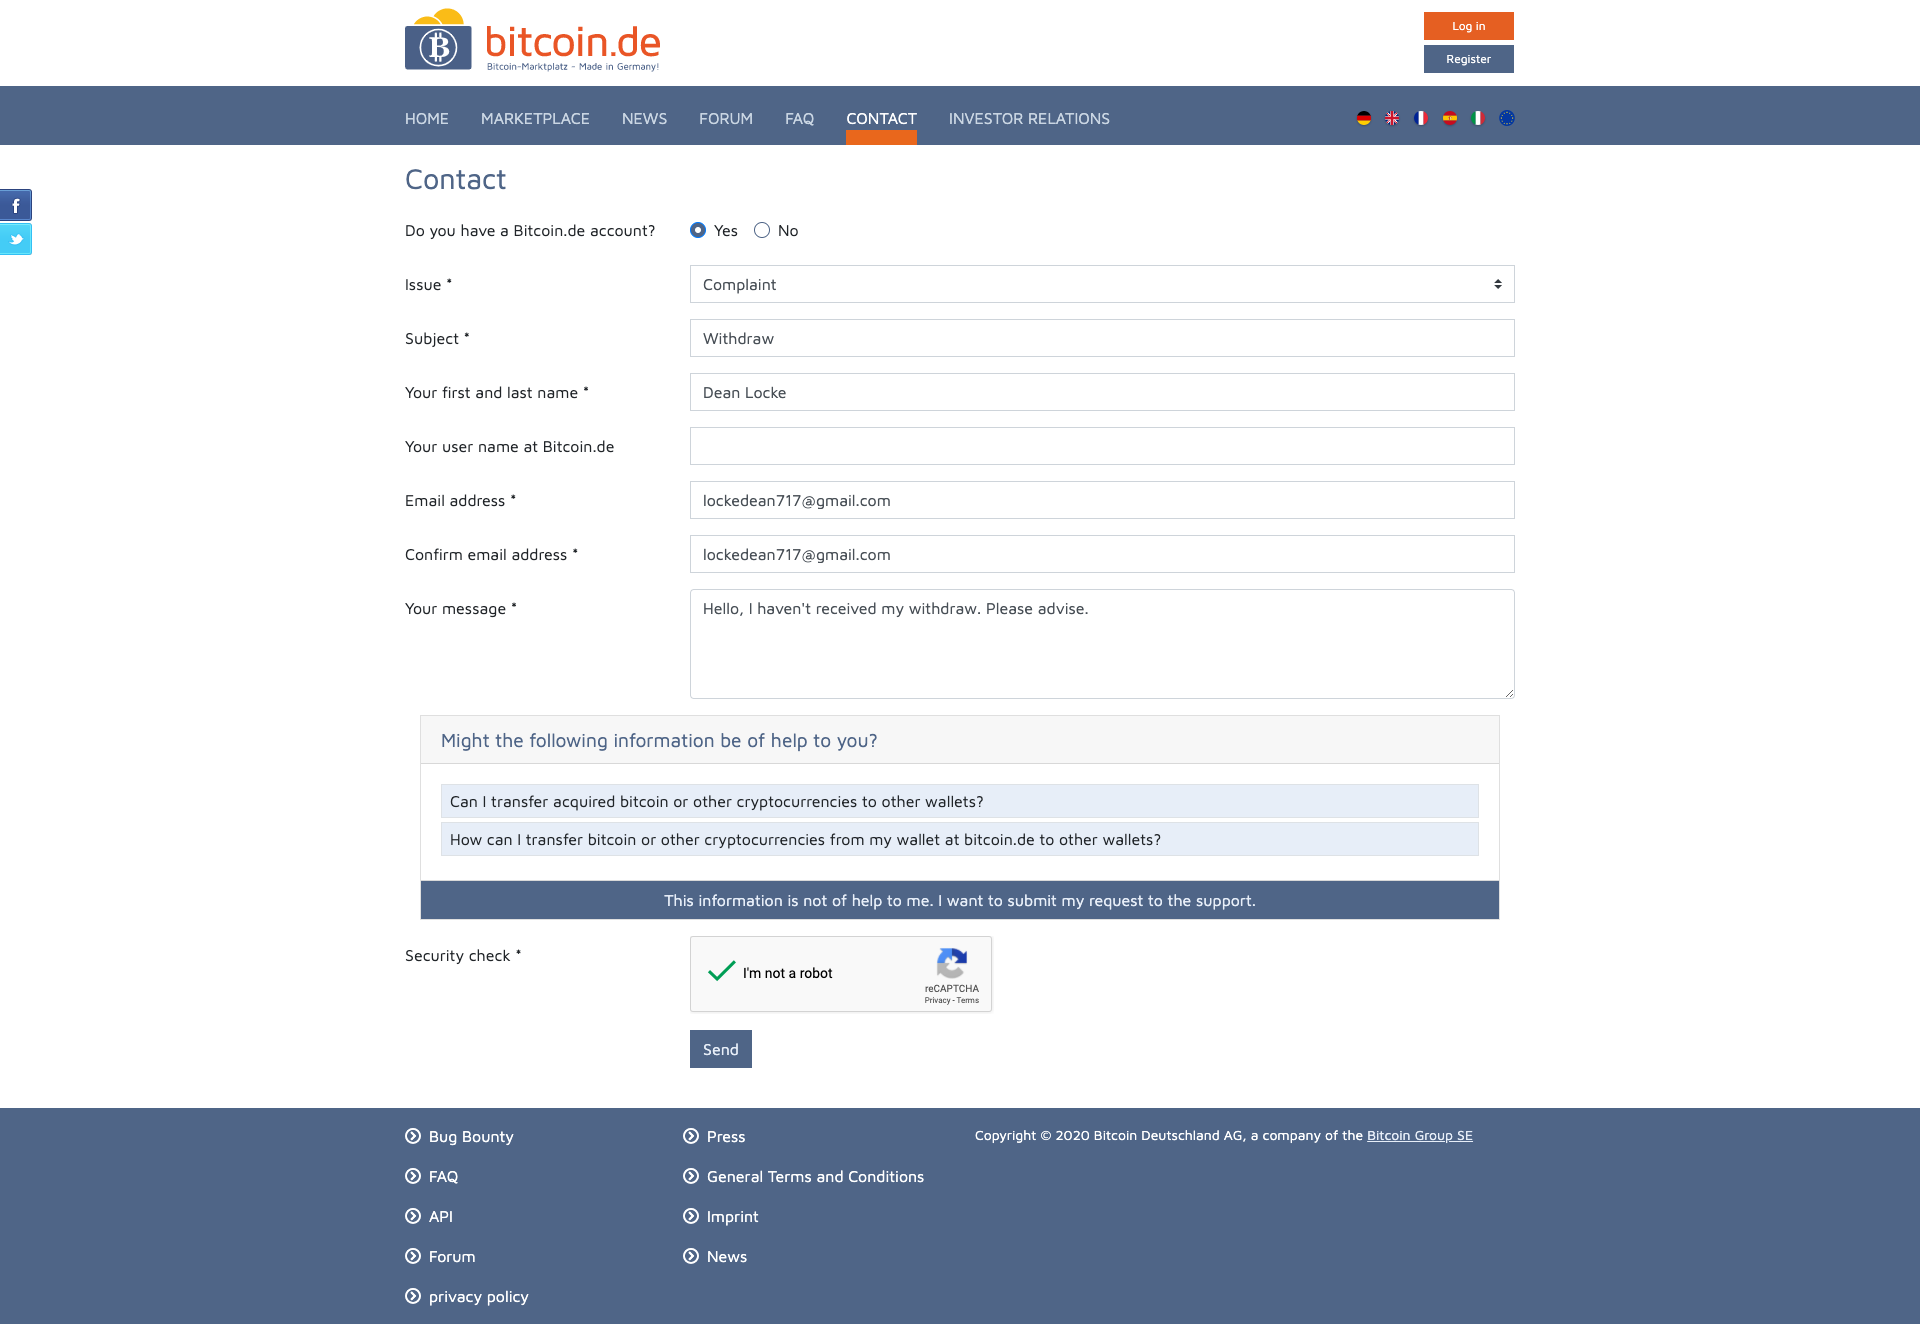 bitcoin.de
Bitcoin-Marktplatz - Made in Germany!
Log in
Register
HOME MARKETPLACE NEWS FORUM FAQ CONTACT INVESTOR RELATIONS
Contact
Do you have a Bitcoin.de account? Yes No
Issue * Complaint
Subject * Withdraw
Your first and last name * Dean Locke
Your user name at Bitcoin.de
Email address * lockedean717@gmail.com
Confirm email address * lockedean717@gmail.com
Your message * Hello, I haven't received my withdraw. Please advise.
Might the following information be of help to you?
Can I transfer acquired bitcoin or other cryptocurrencies to other wallets?
How can I transfer bitcoin or other cryptocurrencies from my wallet at bitcoin.de to other wallets?
This information is not of help to me. I want to submit my request to the support.
Security check * I'm not a robot
reCAPTCHA
Privacy - Terms
Send
Bug Bounty Press Copyright © 2020 Bitcoin Deutschland AG, a company of the Bitcoin Group SE
FAQ General Terms and Conditions
API Imprint
Forum News
privacy policy